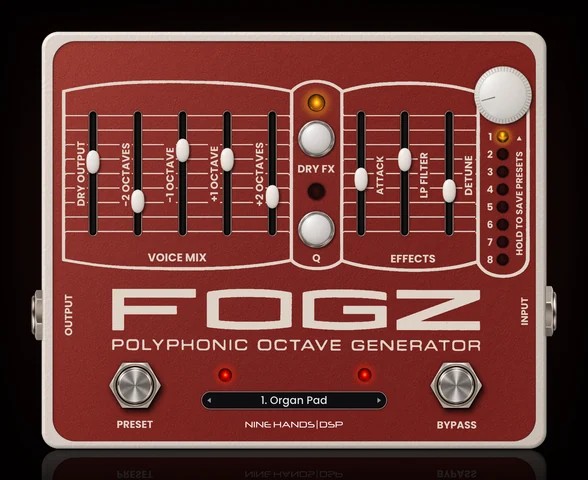 DRY OUTPUT
-2 OCTAVES
-1 OCTAVE
+1 OCTAVE
+2 OCTAVES
VOICE MIX
DRY FX
Q
ATTACK
LP FILTER
DETUNE
EFFECTS
1
2
3
4
5
6
7
8
HOLD TO SAVE PRESETS
OUTPUT
INPUT
FOGZ
POLYPHONIC OCTAVE GENERATOR
1. Organ Pad
PRESET
NINE HANDS|DSP
BYPASS